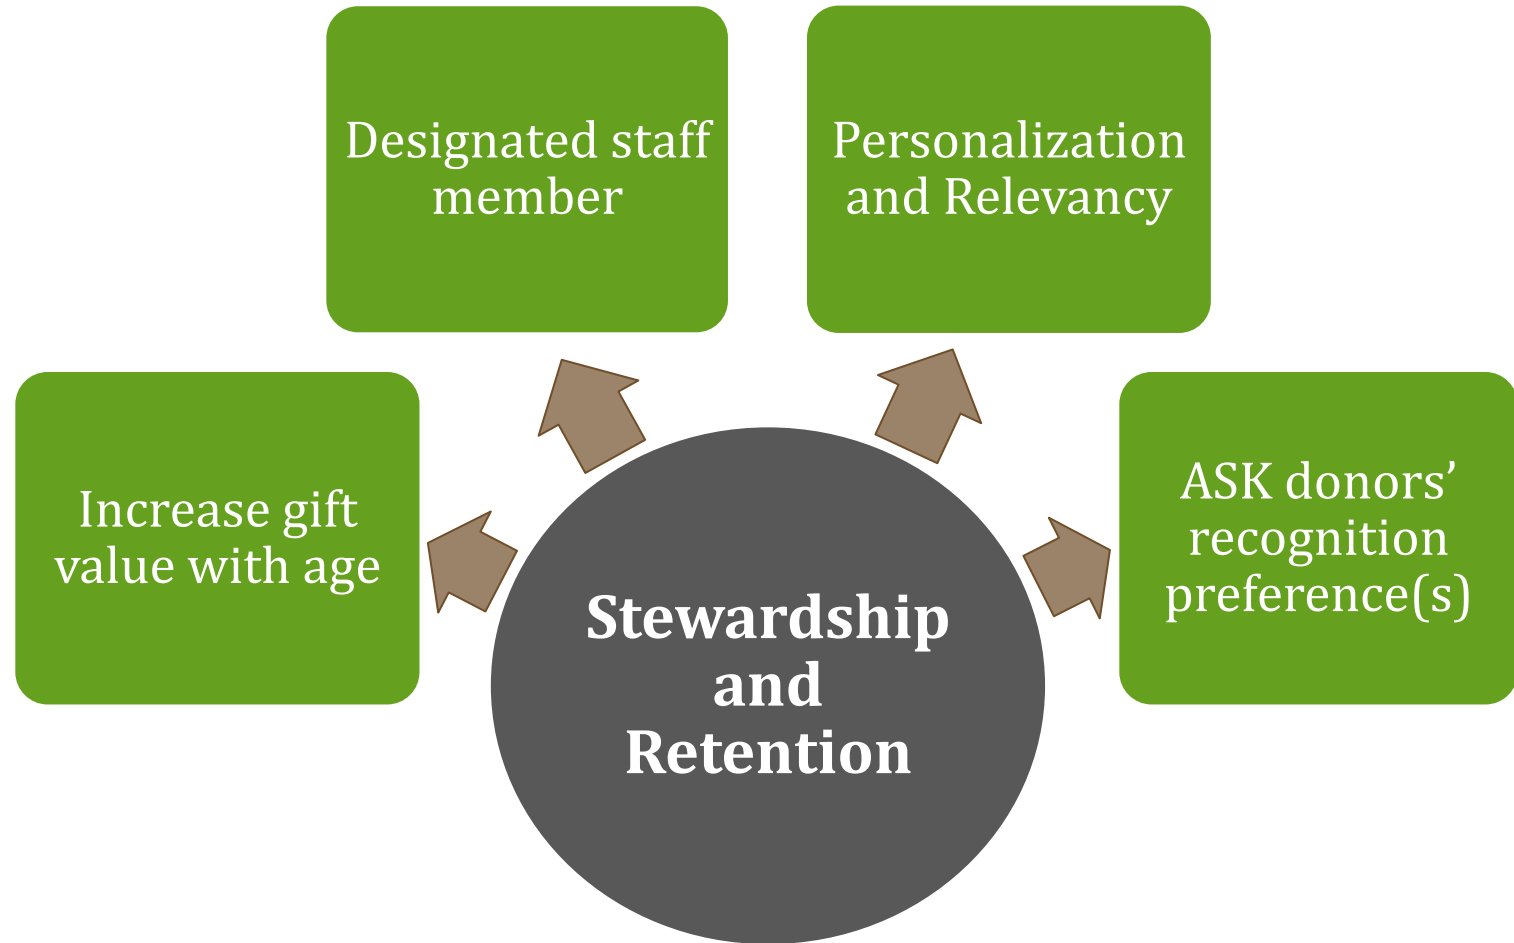 Designated staff
member
Personalization
and Relevancy
Increase gift
value with age
ASK donors’
recognition
preference(s)
Stewardship
and
Retention